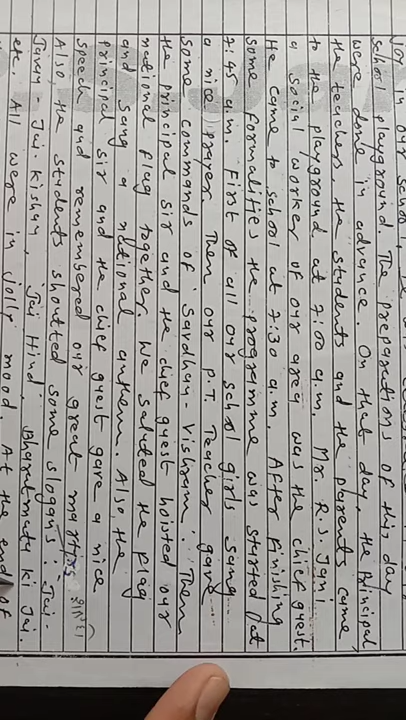 for in our school,
school playground. The preparations of this day
were done in advance. On that day, the Principal,
the teachers, the students and the parents came
to the playground at 7:00 a.m. Mr. R.S. Jani
a social worker of our area was the chief guest.
He came to school at 7:30 a.m. After finishing
some formalities the programme was started at
7:45 a.m. First of all our school girls sang
a nice prayer. Then our P.T. Teacher gave
some commands of 'Savdhan - Vishram'. Then
the principal sir and the chief guest hoisted our
national flag together. We saluted the flag
and sang a national anthem. Also, the
principal sir and the chief guest gave a nice
speech and remembered our great martyrs
Also, the students shoutted some slogans : 'Jai.
Javan - Jai. Kishan, Jai Hind, Bharatmata ki Jai.
etc. All were in jolly mood. At the end of